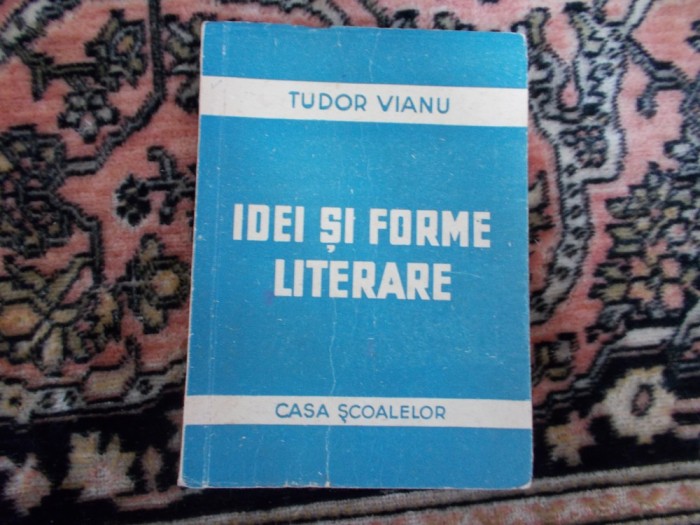 TUDOR VIANU
IDEI ȘI FORME
LITERARE
CASA ȘCOALELOR